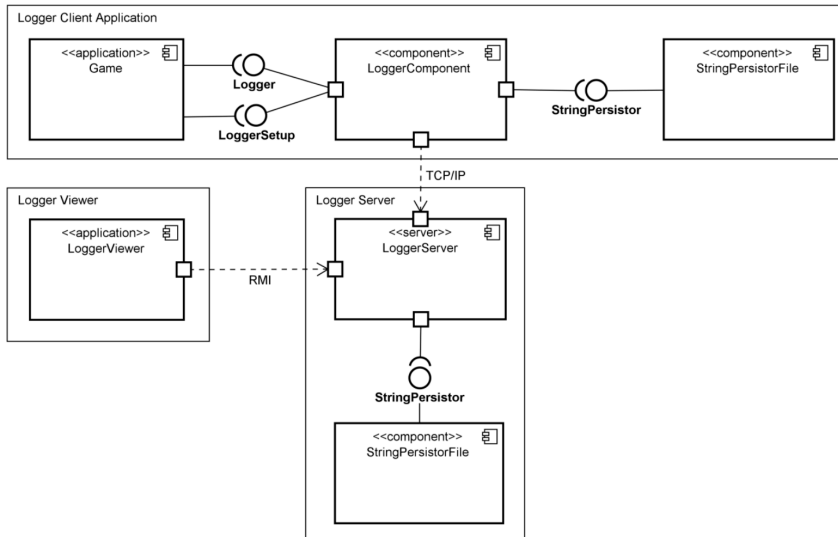 Logger Client Application
<<application>>
Game
Logger
LoggerSetup
<<component>>
LoggerComponent
StringPersistor
<<component>>
StringPersistorFile
TCP/IP
Logger Viewer
<<application>>
LoggerViewer
RMI
Logger Server
<<server>>
LoggerServer
StringPersistor
<<component>>
StringPersistorFile